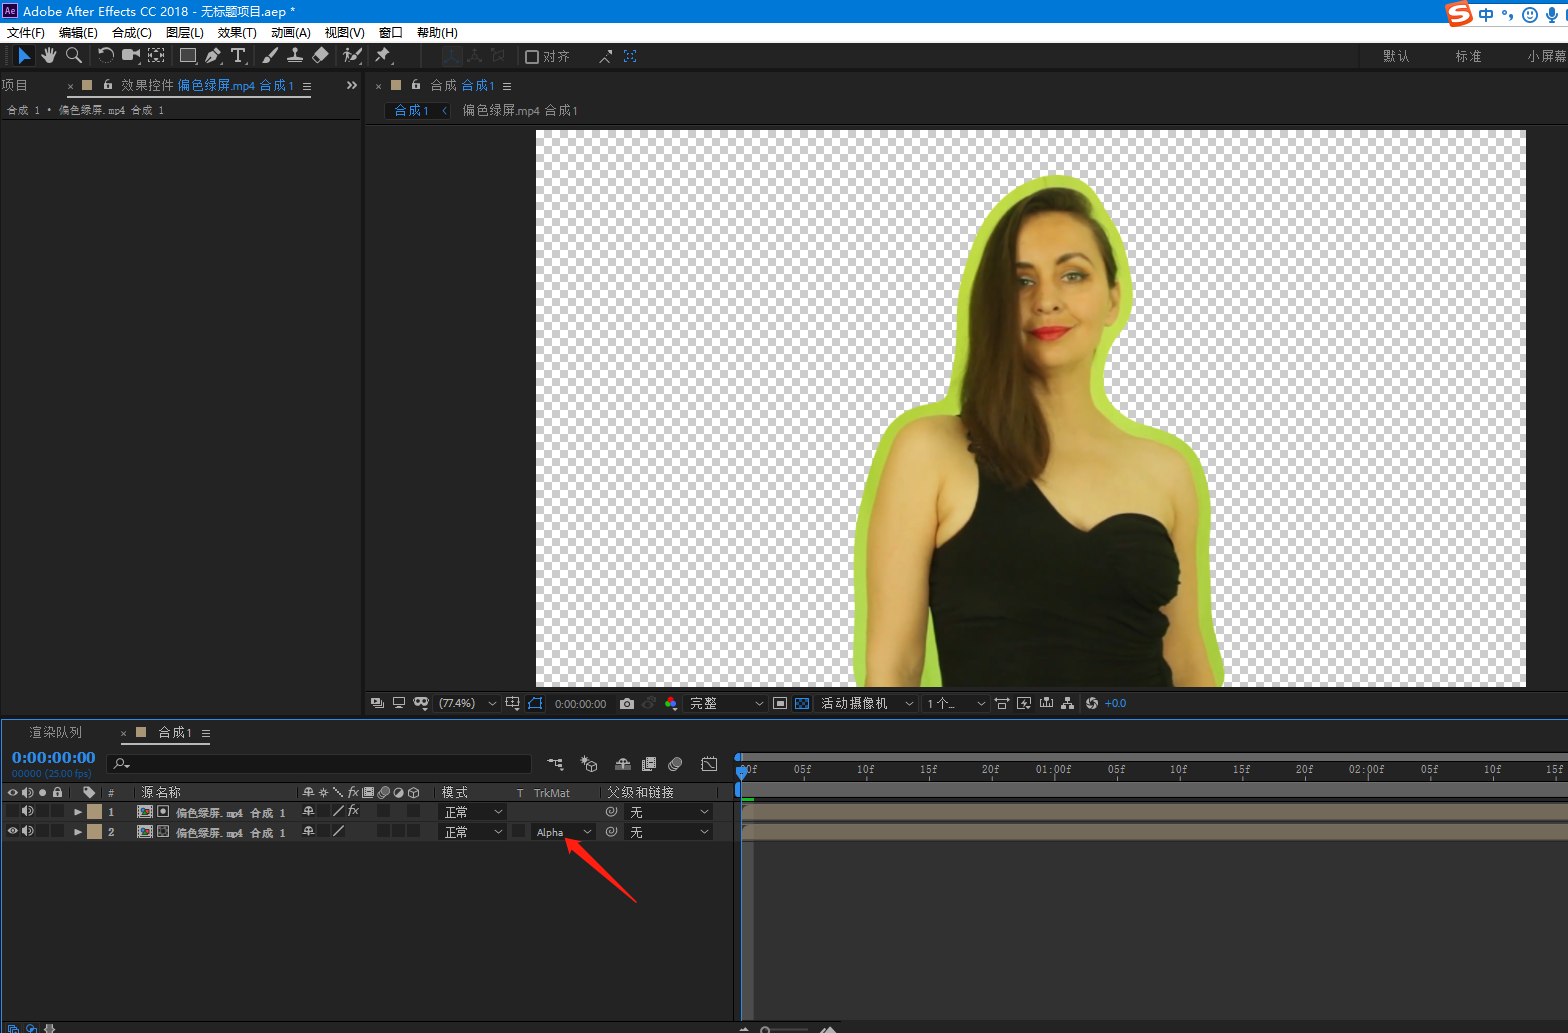 Ae Adobe After Effects CC 2018 - 无标题项目.aep *
S 中
文件(F) 编辑(E) 合成(C) 图层(L) 效果(T) 动画(A) 视图(V) 窗口 帮助(H)
T 对齐 默认 标准 小屏幕
项目 × 效果控件 偏色绿屏.mp4 合成 1 ≡ »
× 合成 合成1 ≡
合成 1 • 偏色绿屏.mp4 合成 1
合成1 < 偏色绿屏.mp4 合成1
(77.4%) 0:00:00:00 完整 活动摄像机 1个... +0.0
渲染队列 × 合成1 ≡
0:00:00:00
00000 (25.00 fps)
00f 05f 10f 15f 20f 01:00f 05f 10f 15f 20f 02:00f 05f 10f 15f
# 源名称 fx 模式 T TrkMat 父级和链接
1 偏色绿屏.mp4 合成 1 fx 正常 无
2 偏色绿屏.mp4 合成 1 正常 Alpha 无